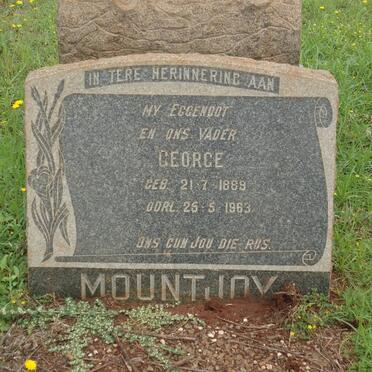 IN TERE HERINNERING AAN
MY EGGENOOT
EN ONS VADER
GEORGE
GEB. 21-7-1889
OORL. 25-5-1963
ONS GUN JOU DIE RUS.
MOUNTJOY